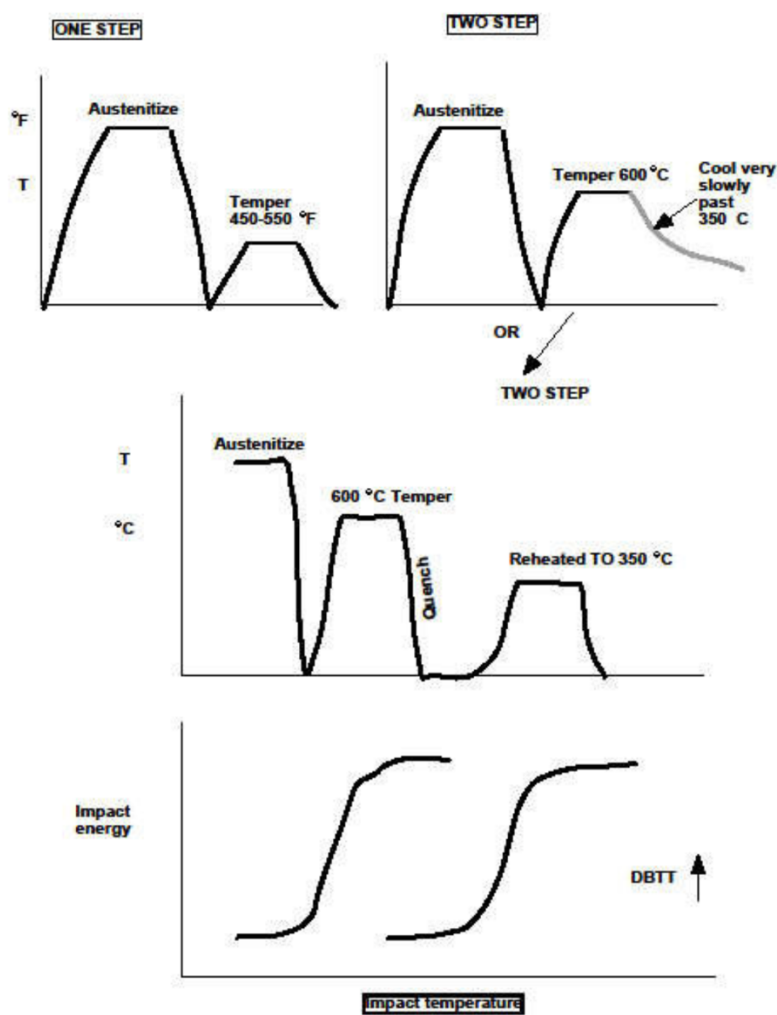 ONE STEP
TWO STEP
°F
T
Austenitize
Temper
450-550 °F
Austenitize
Temper 600 °C
Cool very
slowly
past
350 C
OR
TWO STEP
T
°C
Austenitize
600 °C Temper
Quench
Reheated TO 350 °C
Impact
energy
DBTT
Impact temperature